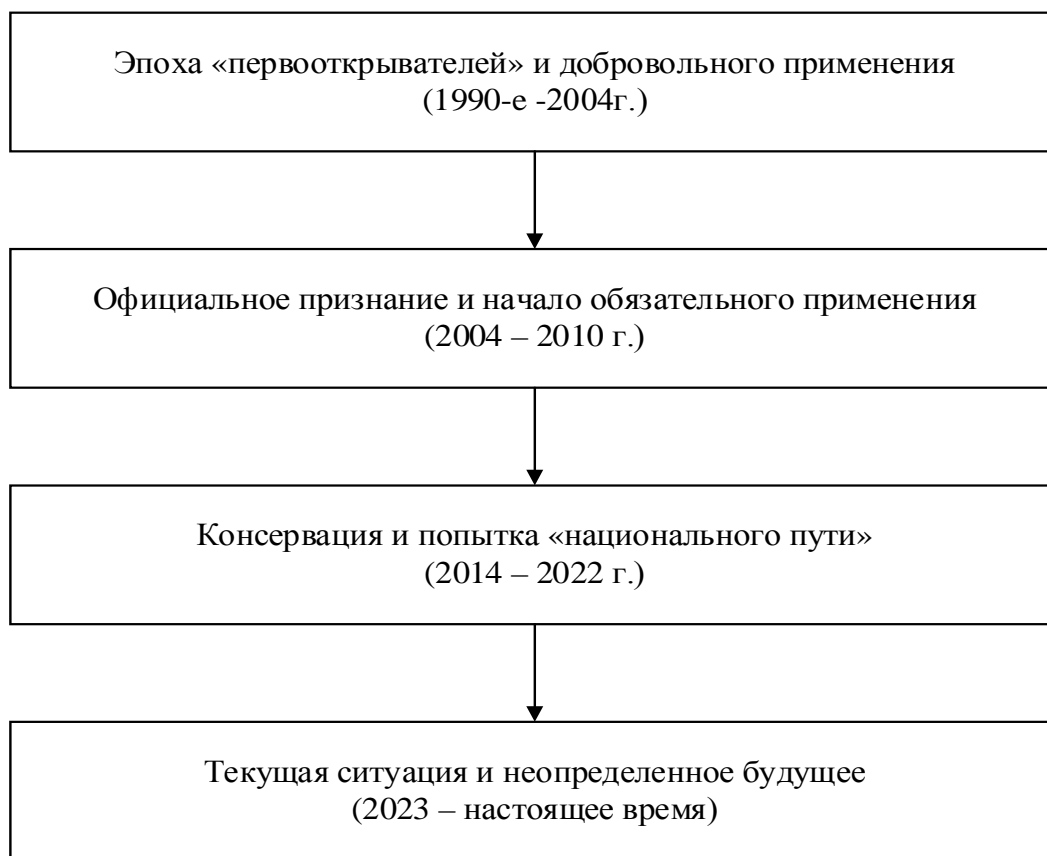 Эпоха «первооткрывателей» и добровольного применения
(1990-е -2004г.)
Официальное признание и начало обязательного применения
(2004 – 2010 г.)
Консервация и попытка «национального пути»
(2014 – 2022 г.)
Текущая ситуация и неопределенное будущее
(2023 – настоящее время)